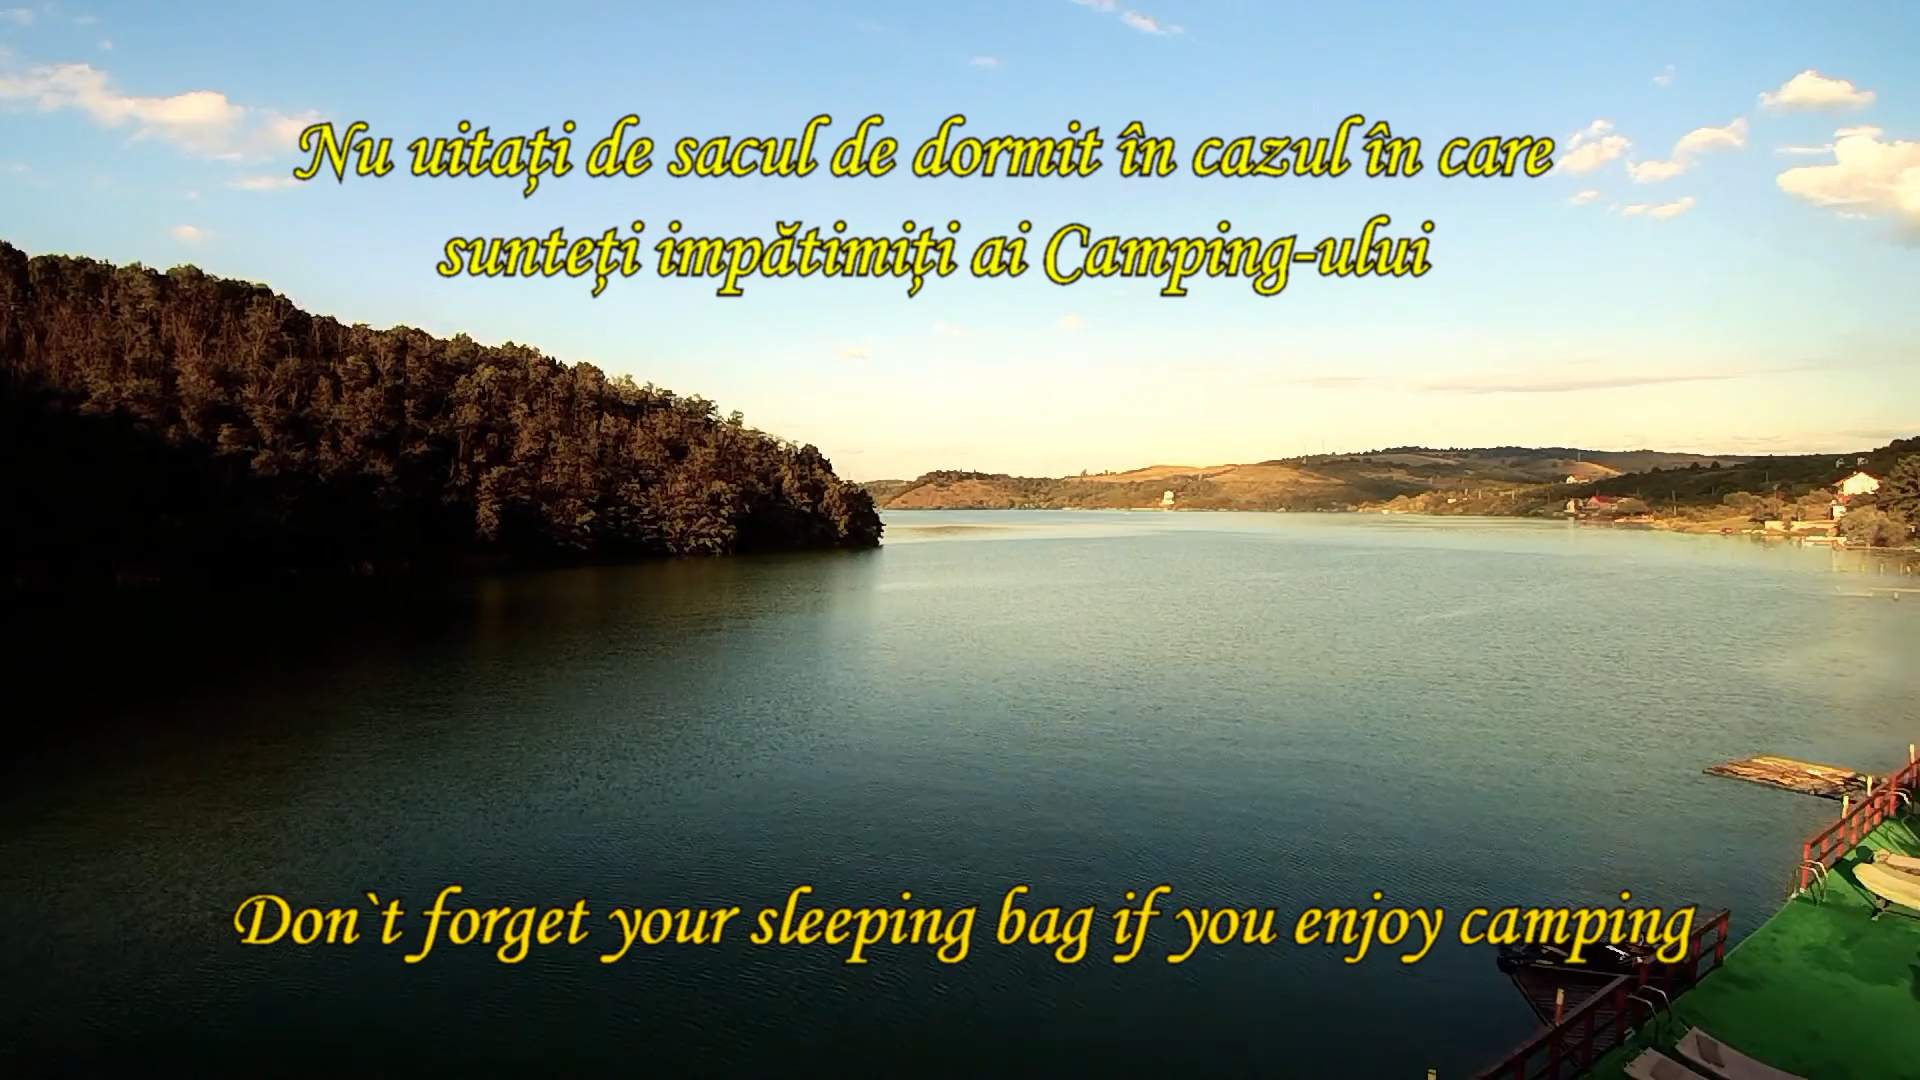 Nu uitați de sacul de dormit în cazul în care
sunteți impătimiți ai Camping-ului
Don`t forget your sleeping bag if you enjoy camping